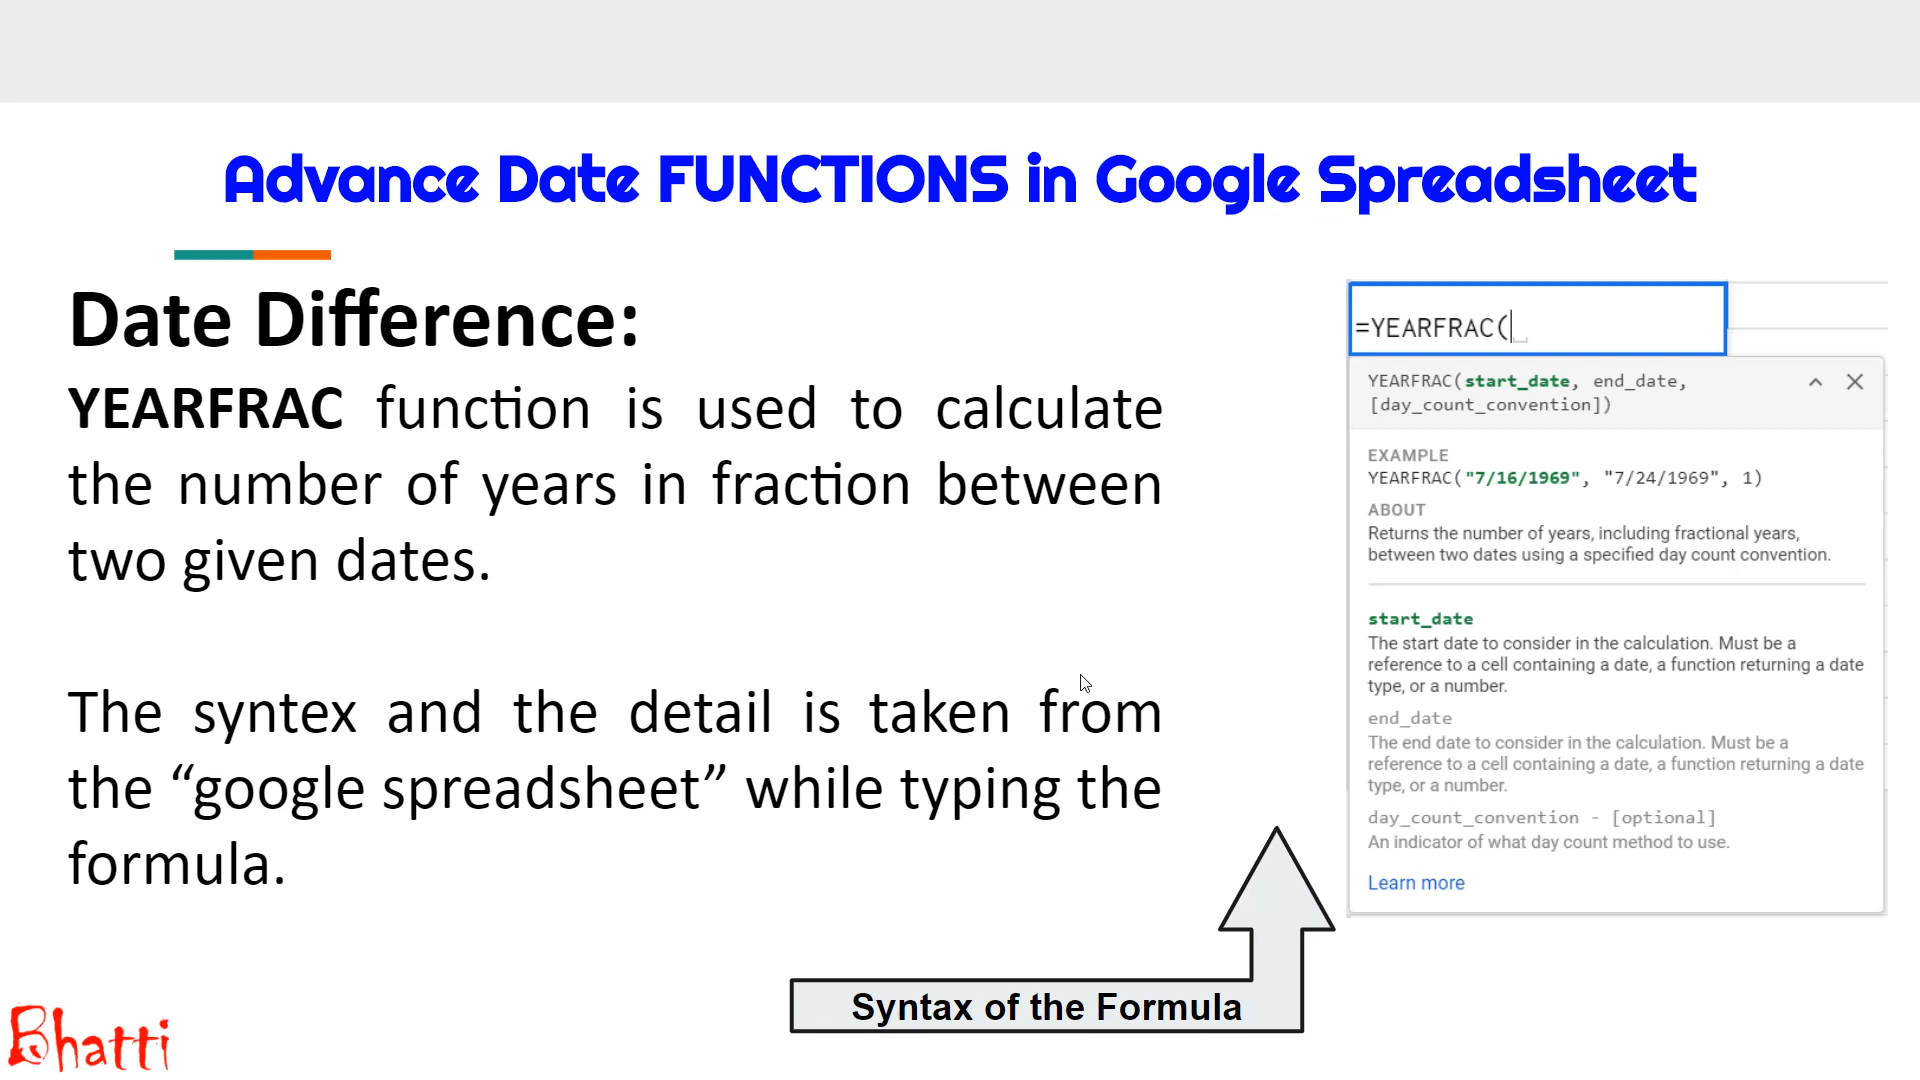 Advance Date FUNCTIONS in Google Spreadsheet
Date Difference:
YEARFRAC function is used to calculate
the number of years in fraction between
two given dates.
The syntex and the detail is taken from
the “google spreadsheet” while typing the
formula.
=YEARFRAC(
YEARFRAC(start_date, end_date,
[day_count_convention])
EXAMPLE
YEARFRAC("7/16/1969", "7/24/1969", 1)
ABOUT
Returns the number of years, including fractional years,
between two dates using a specified day count convention.
start_date
The start date to consider in the calculation. Must be a
reference to a cell containing a date, a function returning a date
type, or a number.
end_date
The end date to consider in the calculation. Must be a
reference to a cell containing a date, a function returning a date
type, or a number.
day_count_convention - [optional]
An indicator of what day count method to use.
Learn more
Syntax of the Formula
Bhatti